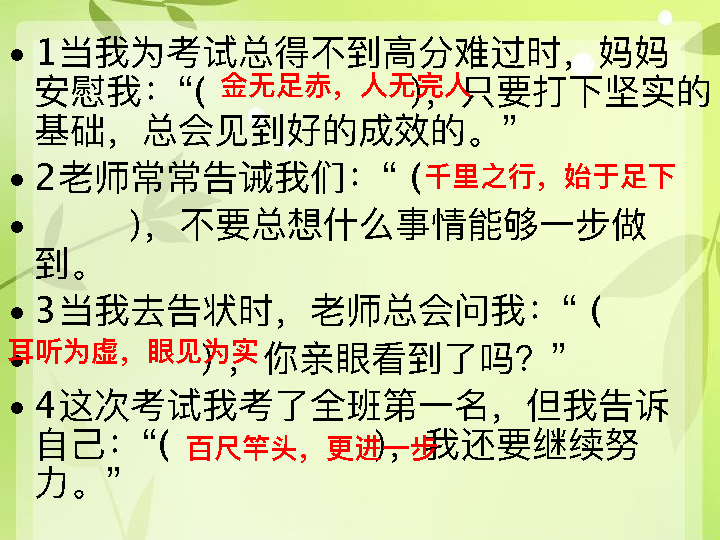 • 1当我为考试总得不到高分难过时，妈妈
安慰我：“( 金无足赤，人无完人 )，只要打下坚实的
基础，总会见到好的成效的。”
• 2老师常常告诫我们：“ (千里之行，始于足下
• )，不要总想什么事情能够一步做
到。
• 3当我去告状时，老师总会问我：“ (
• 耳听为虚，眼见为实 )，你亲眼看到了吗？”
• 4这次考试我考了全班第一名，但我告诉
自己：“( 百尺竿头，更进一步 )，我还要继续努
力。”